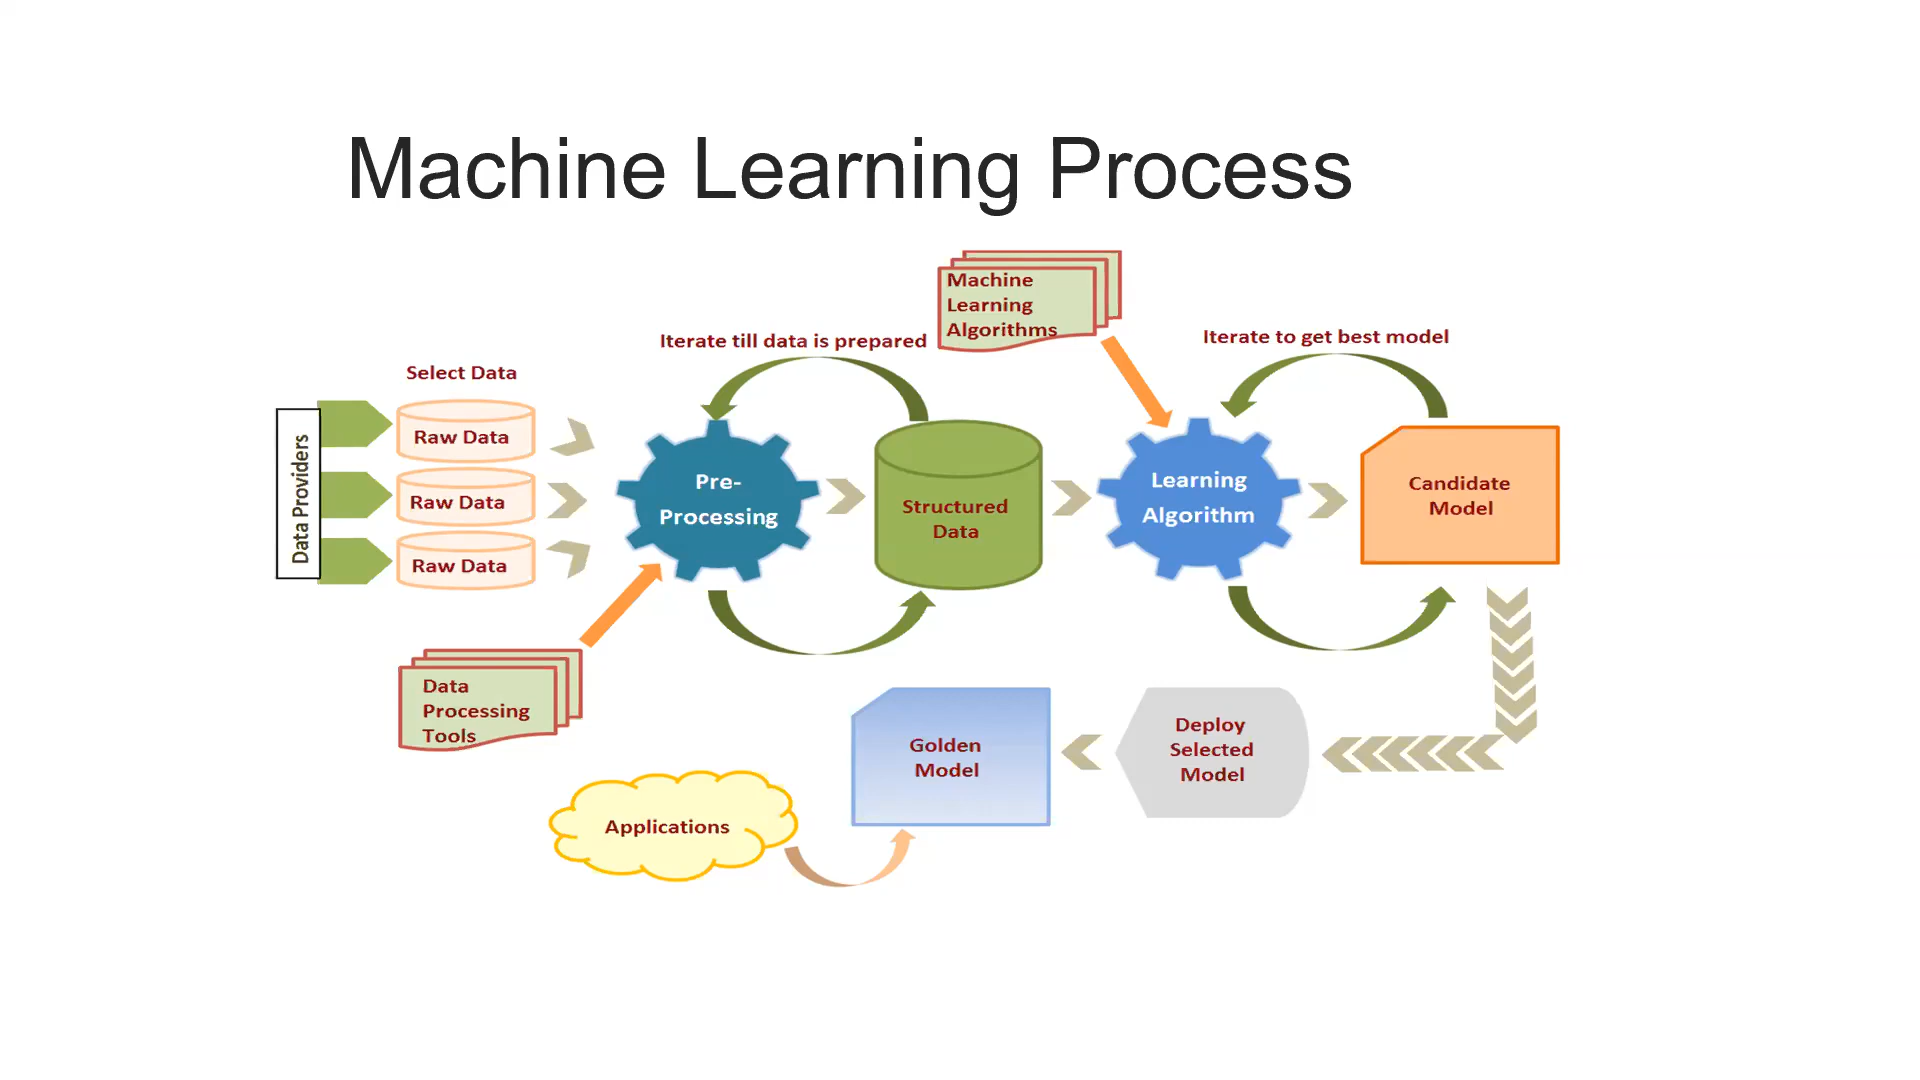 Machine Learning Process
Machine
Learning
Algorithms
Iterate till data is prepared
Iterate to get best model
Select Data
Data Providers
Raw Data
Raw Data
Raw Data
Pre-
Processing
Structured
Data
Learning
Algorithm
Candidate
Model
Data
Processing
Tools
Golden
Model
Deploy
Selected
Model
Applications